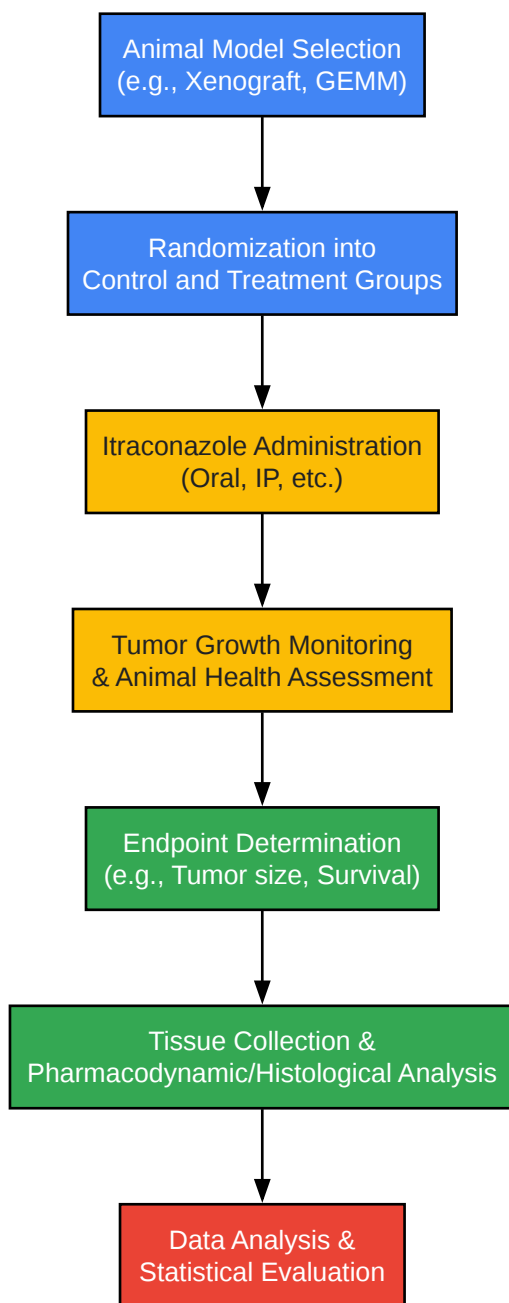 Animal Model Selection
(e.g., Xenograft, GEMM)
Randomization into
Control and Treatment Groups
Itraconazole Administration
(Oral, IP, etc.)
Tumor Growth Monitoring
& Animal Health Assessment
Endpoint Determination
(e.g., Tumor size, Survival)
Tissue Collection &
Pharmacodynamic/Histological Analysis
Data Analysis &
Statistical Evaluation